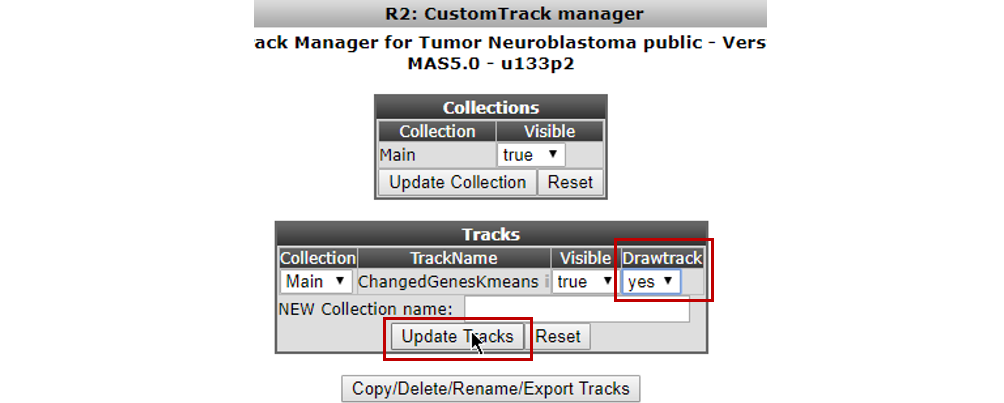 R2: CustomTrack manager
ack Manager for Tumor Neuroblastoma public - Vers
MAS5.0 - u133p2
Collections
Collection Visible
Main true
Update Collection Reset
Tracks
Collection TrackName Visible Drawtrack
Main ChangedGenesKmeans i true yes
NEW Collection name:
Update Tracks Reset
Copy/Delete/Rename/Export Tracks